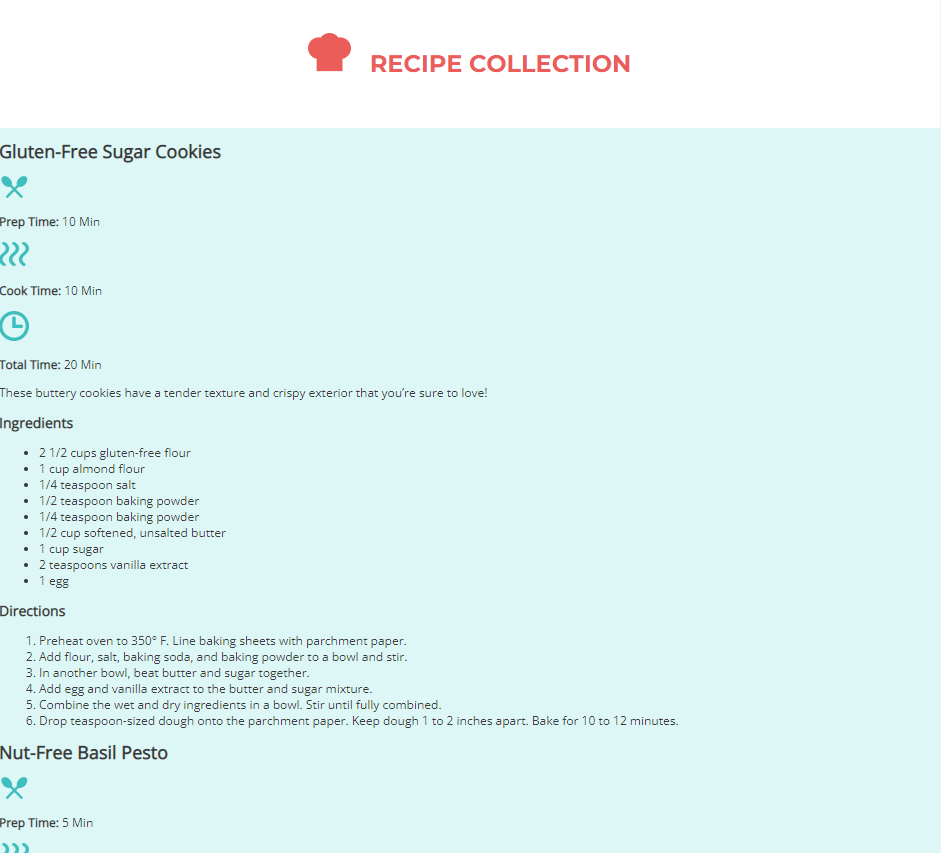 RECIPE COLLECTION
Gluten-Free Sugar Cookies
Prep Time: 10 Min
Cook Time: 10 Min
Total Time: 20 Min
These buttery cookies have a tender texture and crispy exterior that you’re sure to love!
Ingredients
• 2 1/2 cups gluten-free flour
• 1 cup almond flour
• 1/4 teaspoon salt
• 1/2 teaspoon baking powder
• 1/4 teaspoon baking powder
• 1/2 cup softened, unsalted butter
• 1 cup sugar
• 2 teaspoons vanilla extract
• 1 egg
Directions
1. Preheat oven to 350° F. Line baking sheets with parchment paper.
2. Add flour, salt, baking soda, and baking powder to a bowl and stir.
3. In another bowl, beat butter and sugar together.
4. Add egg and vanilla extract to the butter and sugar mixture.
5. Combine the wet and dry ingredients in a bowl. Stir until fully combined.
6. Drop teaspoon-sized dough onto the parchment paper. Keep dough 1 to 2 inches apart. Bake for 10 to 12 minutes.
Nut-Free Basil Pesto
Prep Time: 5 Min